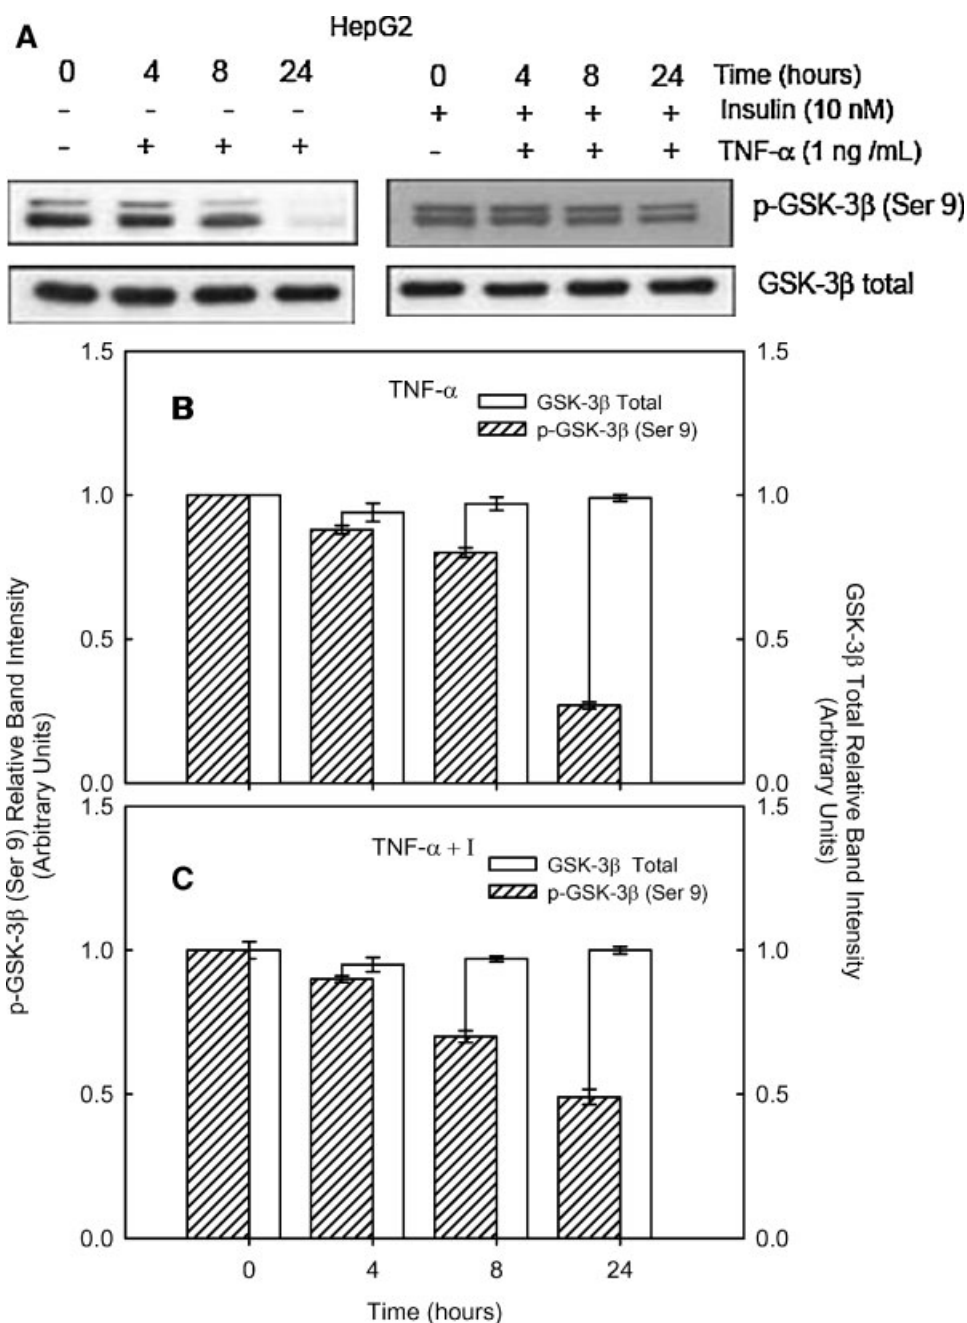 A
HepG2
0 4 8 24
0 4 8 24 Time (hours)
- - - -
+ + + + Insulin (10 nM)
- + + +
- + + + TNF-α (1 ng /mL)
p-GSK-3β (Ser 9)
GSK-3β total
1.5
1.0
0.5
0.0
B
TNF-α
GSK-3β Total
p-GSK-3β (Ser 9)
1.5
1.0
0.5
0.0
1.5
1.0
0.5
0.0
C
TNF-α + I
GSK-3β Total
p-GSK-3β (Ser 9)
1.5
1.0
0.5
0.0
0 4 8 24
Time (hours)
p-GSK-3β (Ser 9) Relative Band Intensity
(Arbitrary Units)
GSK-3β Total Relative Band Intensity
(Arbitrary Units)